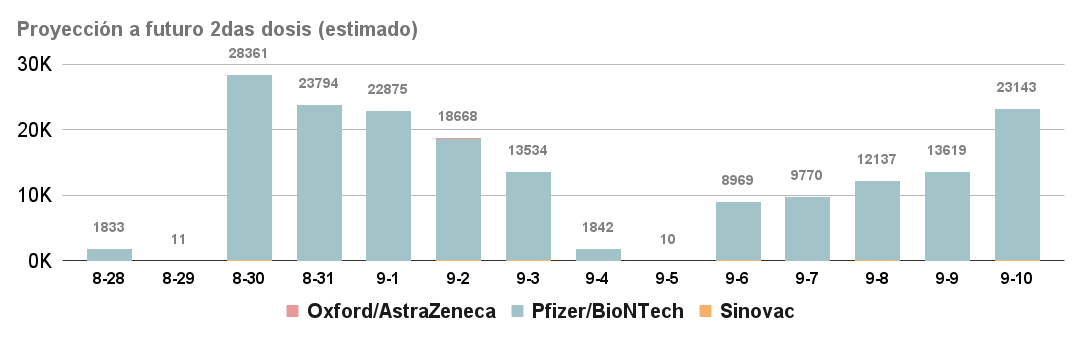 Proyección a futuro 2das dosis (estimado)
30K
28361
23794
22875
18668
20K
13534
23143
13619
12137
9770
8969
10K
1833
11
1842
10
0K
8-28 8-29 8-30 8-31 9-1 9-2 9-3 9-4 9-5 9-6 9-7 9-8 9-9 9-10
Oxford/AstraZeneca Pfizer/BioNTech Sinovac